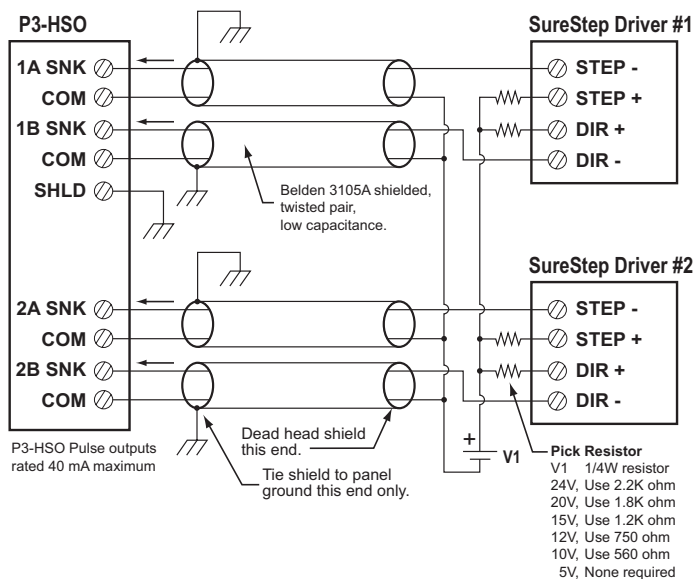 P3-HSO
SureStep Driver #1
1A SNK
COM
1B SNK
COM
SHLD
STEP -
STEP +
DIR +
DIR -
Belden 3105A shielded,
twisted pair,
low capacitance.
SureStep Driver #2
2A SNK
COM
2B SNK
COM
STEP -
STEP +
DIR +
DIR -
P3-HSO Pulse outputs
rated 40 mA maximum
Dead head shield
this end.
Tie shield to panel
ground this end only.
+
V1
Pick Resistor
V1 1/4W resistor
24V, Use 2.2K ohm
20V, Use 1.8K ohm
15V, Use 1.2K ohm
12V, Use 750 ohm
10V, Use 560 ohm
5V, None required